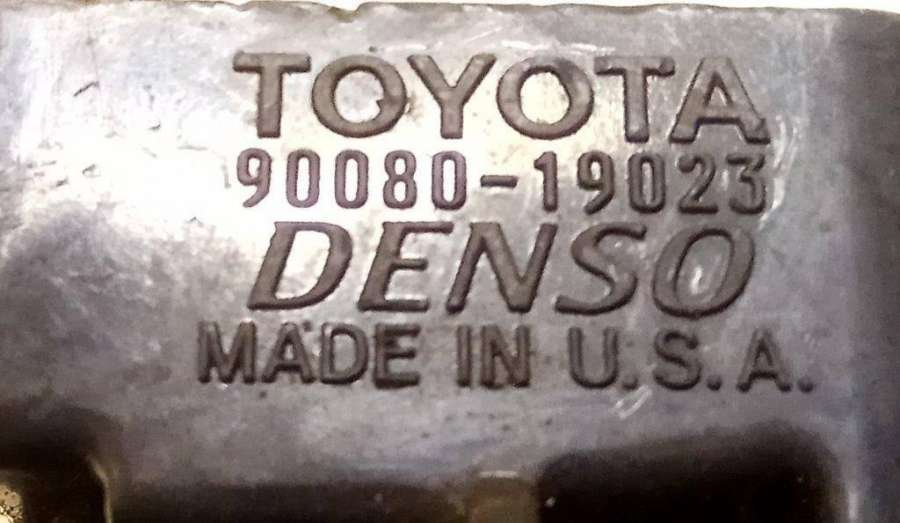 TOYOTA
90080-19023
DENSO
MADE IN U.S.A.